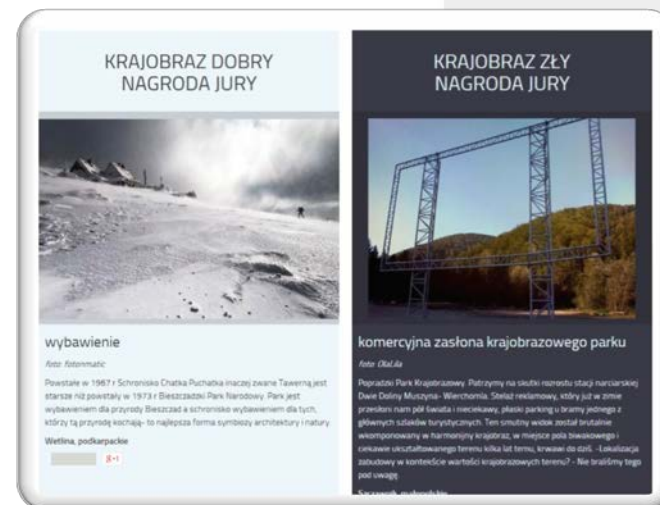 KRAJOBRAZ DOBRY
NAGRODA JURY
wybawienie
foto: fotorimatic
Powstałe w 1967 r Schronisko Chatka Puchatka inaczej zwane Tawerną jest
starsze niż powstały w 1973 r Bieszczadzki Park Narodowy. Park jest
wybawieniem dla przyrody Bieszczad a schronisko wybawieniem dla tych,
którzy tą przyrodę kochają- to najlepsza forma symbiozy architektury i natury.
Wetlina, podkarpackie
g+1
KRAJOBRAZ ZŁY
NAGRODA JURY
komercyjna zasłona krajobrazowego parku
foto: OlaLila
Popradzki Park Krajobrazowy. Patrzymy na skutki rozrostu stacji narciarskiej
Dwie Doliny Muszyna- Wierchomla. Stelaż reklamowy, który już w zimie
przesłoni nam pół świata i nieciekawy, płaski parking u bramy jednego z
głównych szlaków turystycznych. Ten smutny widok został brutalnie
wkomponowany w harmonijny krajobraz, w miejsce pola biwakowego i
ciekawie ukształtowanego terenu kilka lat temu, krwawi do dziś. -Lokalizacja
zabudowy w kontekście wartości krajobrazowych terenu? - Nie braliśmy tego
pod uwagę.